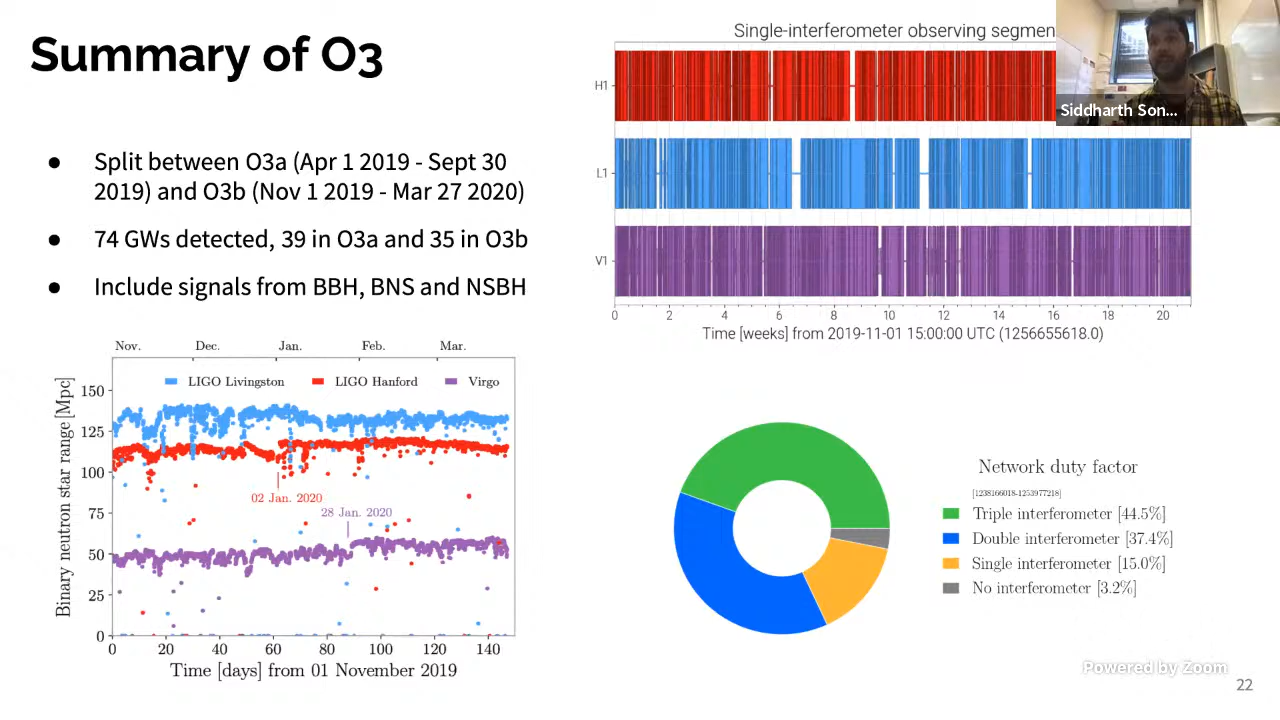 Summary of O3
● Split between O3a (Apr 1 2019 - Sept 30
2019) and O3b (Nov 1 2019 - Mar 27 2020)
● 74 GWs detected, 39 in O3a and 35 in O3b
● Include signals from BBH, BNS and NSBH
Single-interferometer observing segmen
H1
L1
V1
0 2 4 6 8 10 12 14 16 18 20
Time [weeks] from 2019-11-01 15:00:00 UTC (1256655618.0)
Siddharth Son...
Nov. Dec. Jan. Feb. Mar.
LIGO Livingston LIGO Hanford Virgo
Binary neutron star range [Mpc]
150
125
100
75
50
25
0
02 Jan. 2020
28 Jan. 2020
0 20 40 60 80 100 120 140
Time [days] from 01 November 2019
Network duty factor
[1238166018-1253977218]
Triple interferometer [44.5%]
Double interferometer [37.4%]
Single interferometer [15.0%]
No interferometer [3.2%]
Powered by Zoom
22